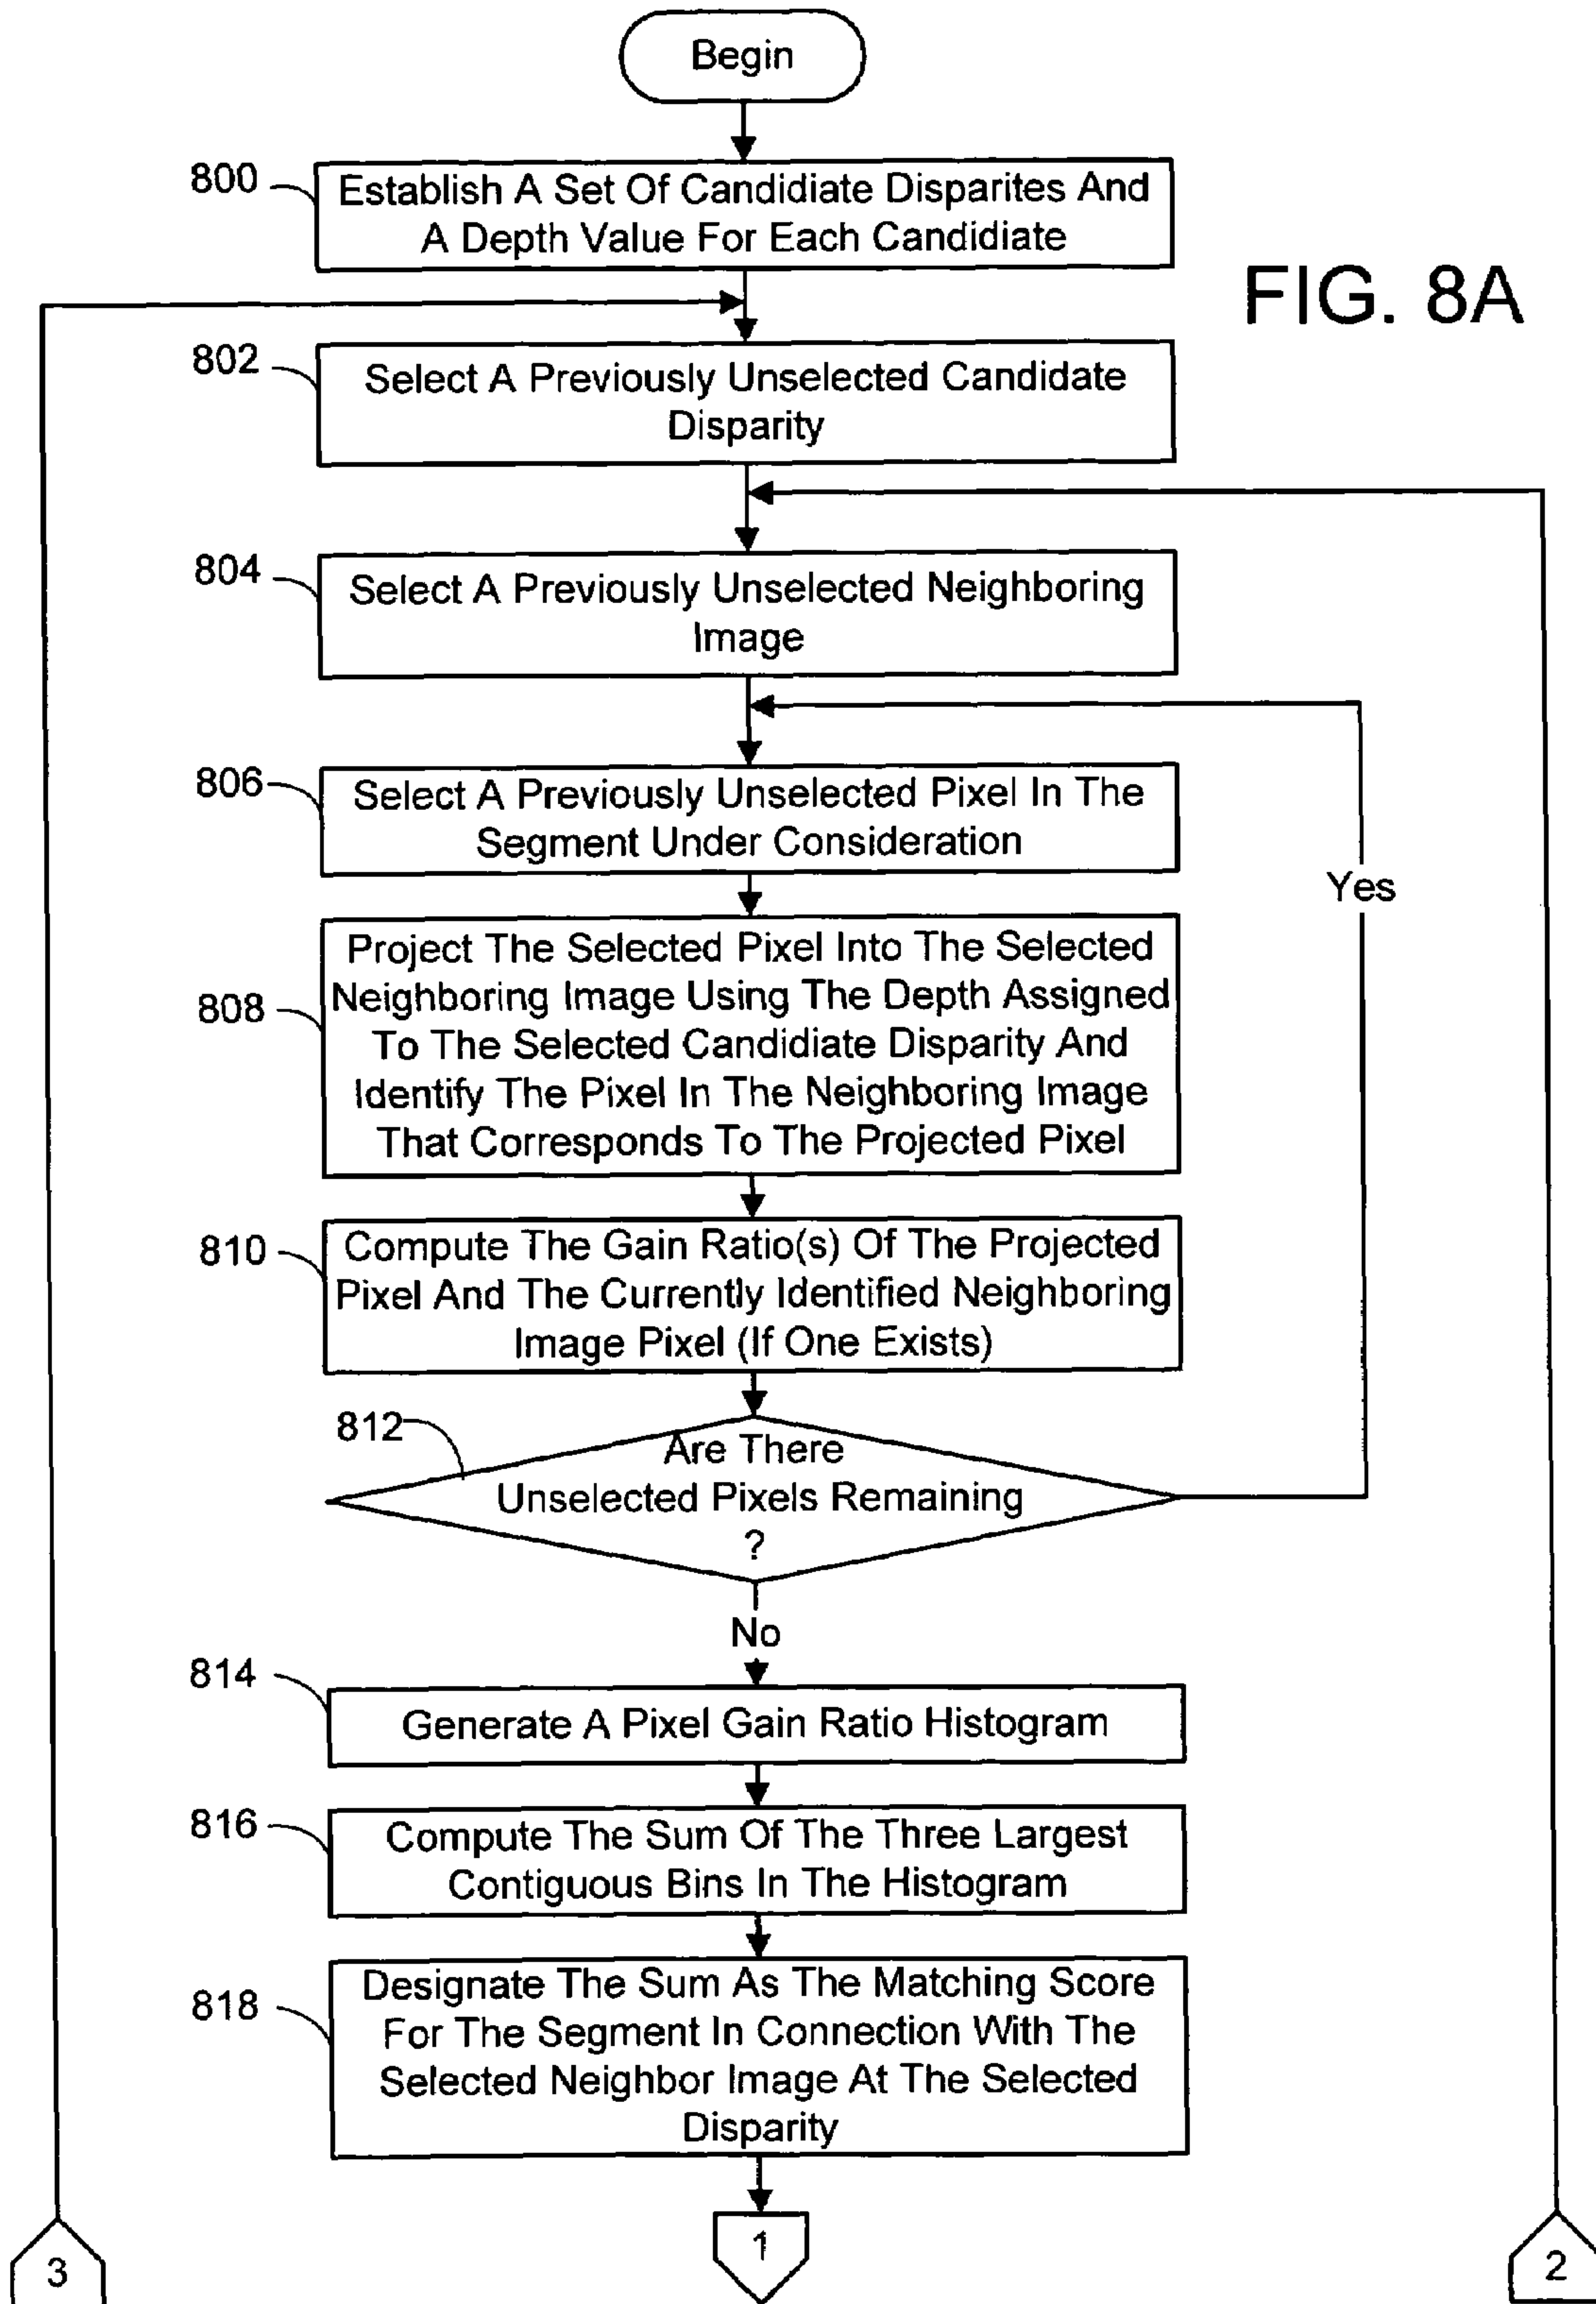 Begin
800
Establish A Set Of Candidiate Disparites And
A Depth Value For Each Candidiate
FIG. 8A
802
Select A Previously Unselected Candidate
Disparity
804
Select A Previously Unselected Neighboring
Image
806
Select A Previously Unselected Pixel In The
Segment Under Consideration
Yes
808
Project The Selected Pixel Into The Selected
Neighboring Image Using The Depth Assigned
To The Selected Candidiate Disparity And
Identify The Pixel In The Neighboring Image
That Corresponds To The Projected Pixel
810
Compute The Gain Ratio(s) Of The Projected
Pixel And The Currently Identified Neighboring
Image Pixel (If One Exists)
812
Are There
Unselected Pixels Remaining
?
No
814
Generate A Pixel Gain Ratio Histogram
816
Compute The Sum Of The Three Largest
Contiguous Bins In The Histogram
818
Designate The Sum As The Matching Score
For The Segment In Connection With The
Selected Neighbor Image At The Selected
Disparity
3
1
2